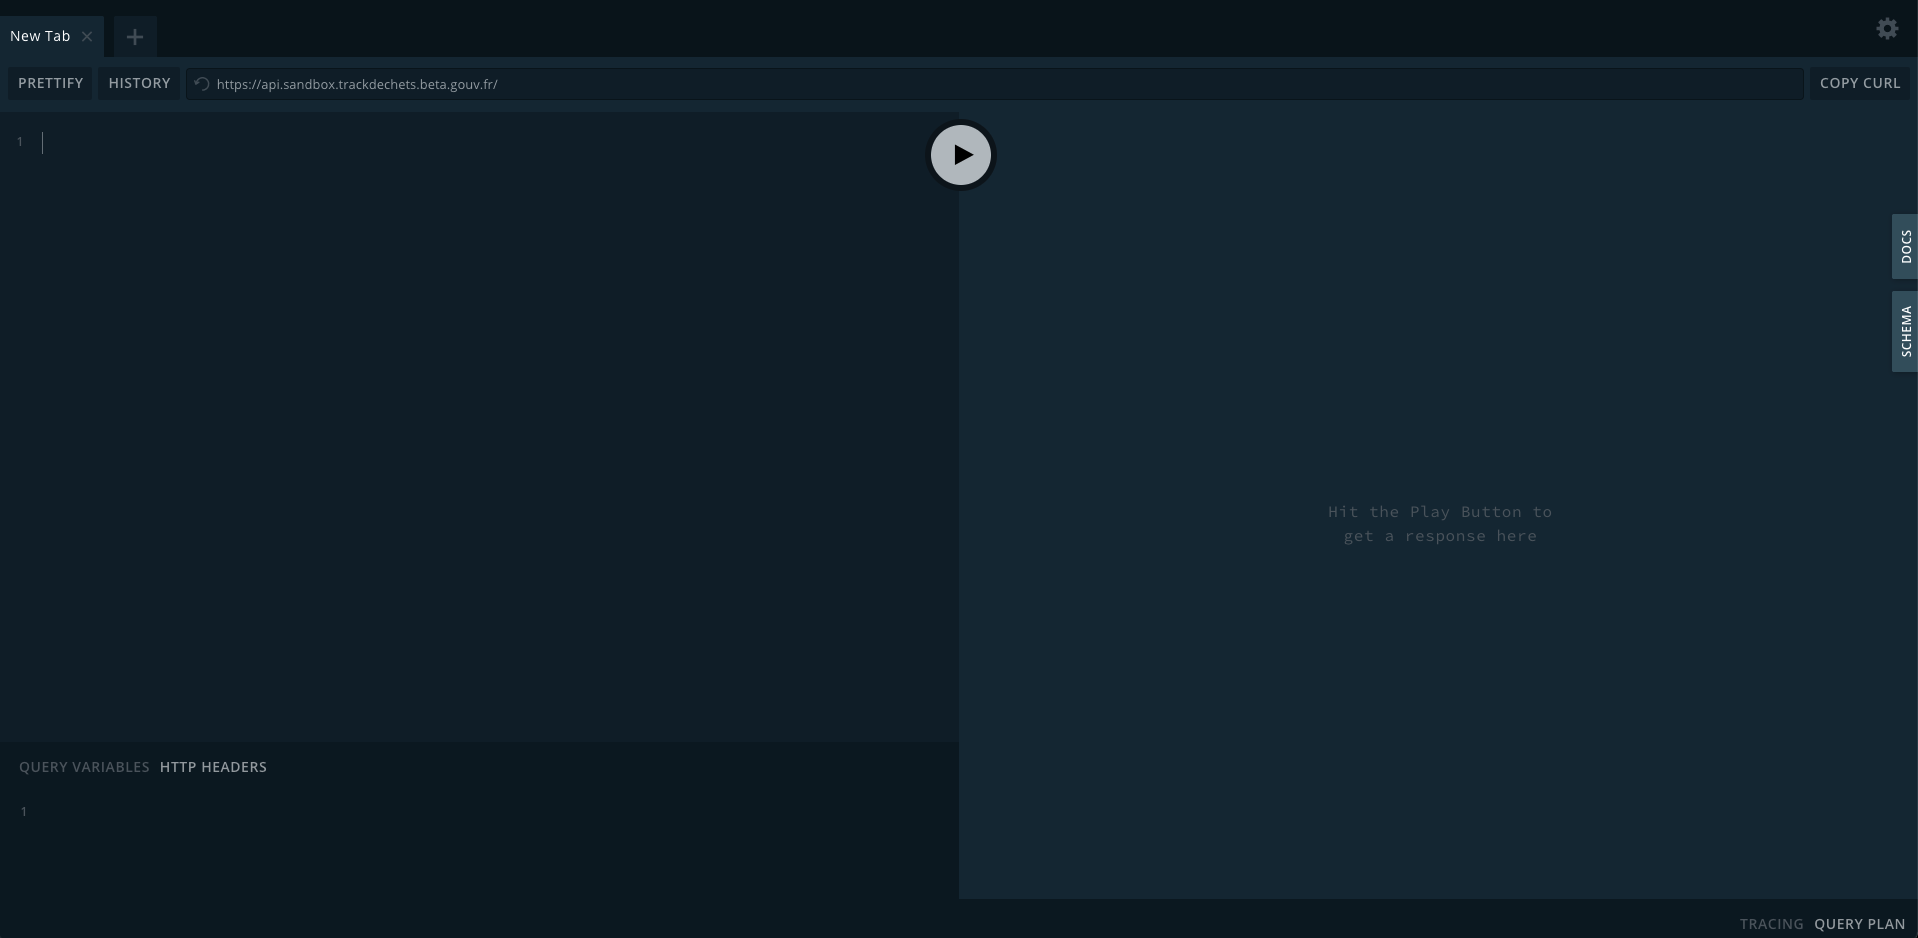 New Tab
PRETTIFY HISTORY https://api.sandbox.trackdechets.beta.gouv.fr/ COPY CURL
1
DOCS
SCHEMA
Hit the Play Button to
get a response here
QUERY VARIABLES HTTP HEADERS
1
TRACING QUERY PLAN